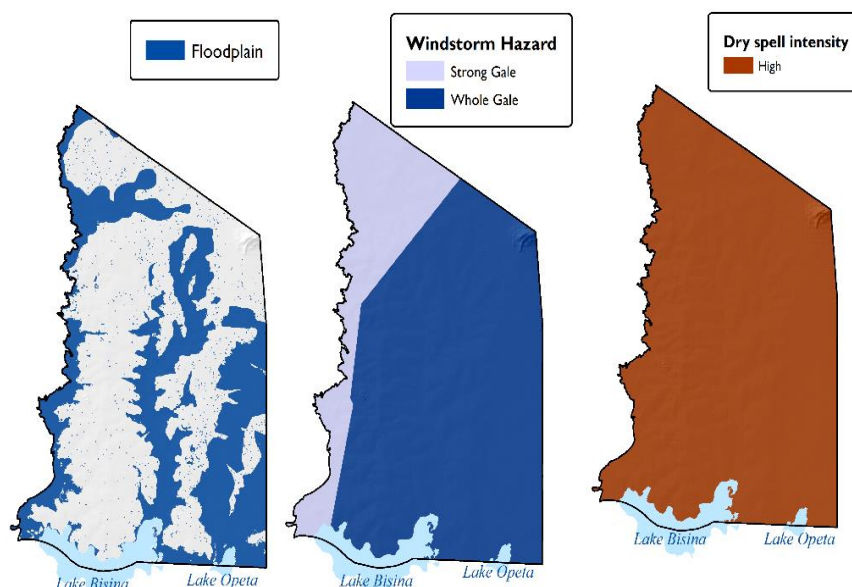 Floodplain
Windstorm Hazard
Strong Gale
Whole Gale
Dry spell intensity
High
Lake Bisina
Lake Opeta
Lake Bisina
Lake Opeta
Lake Bisina
Lake Opeta